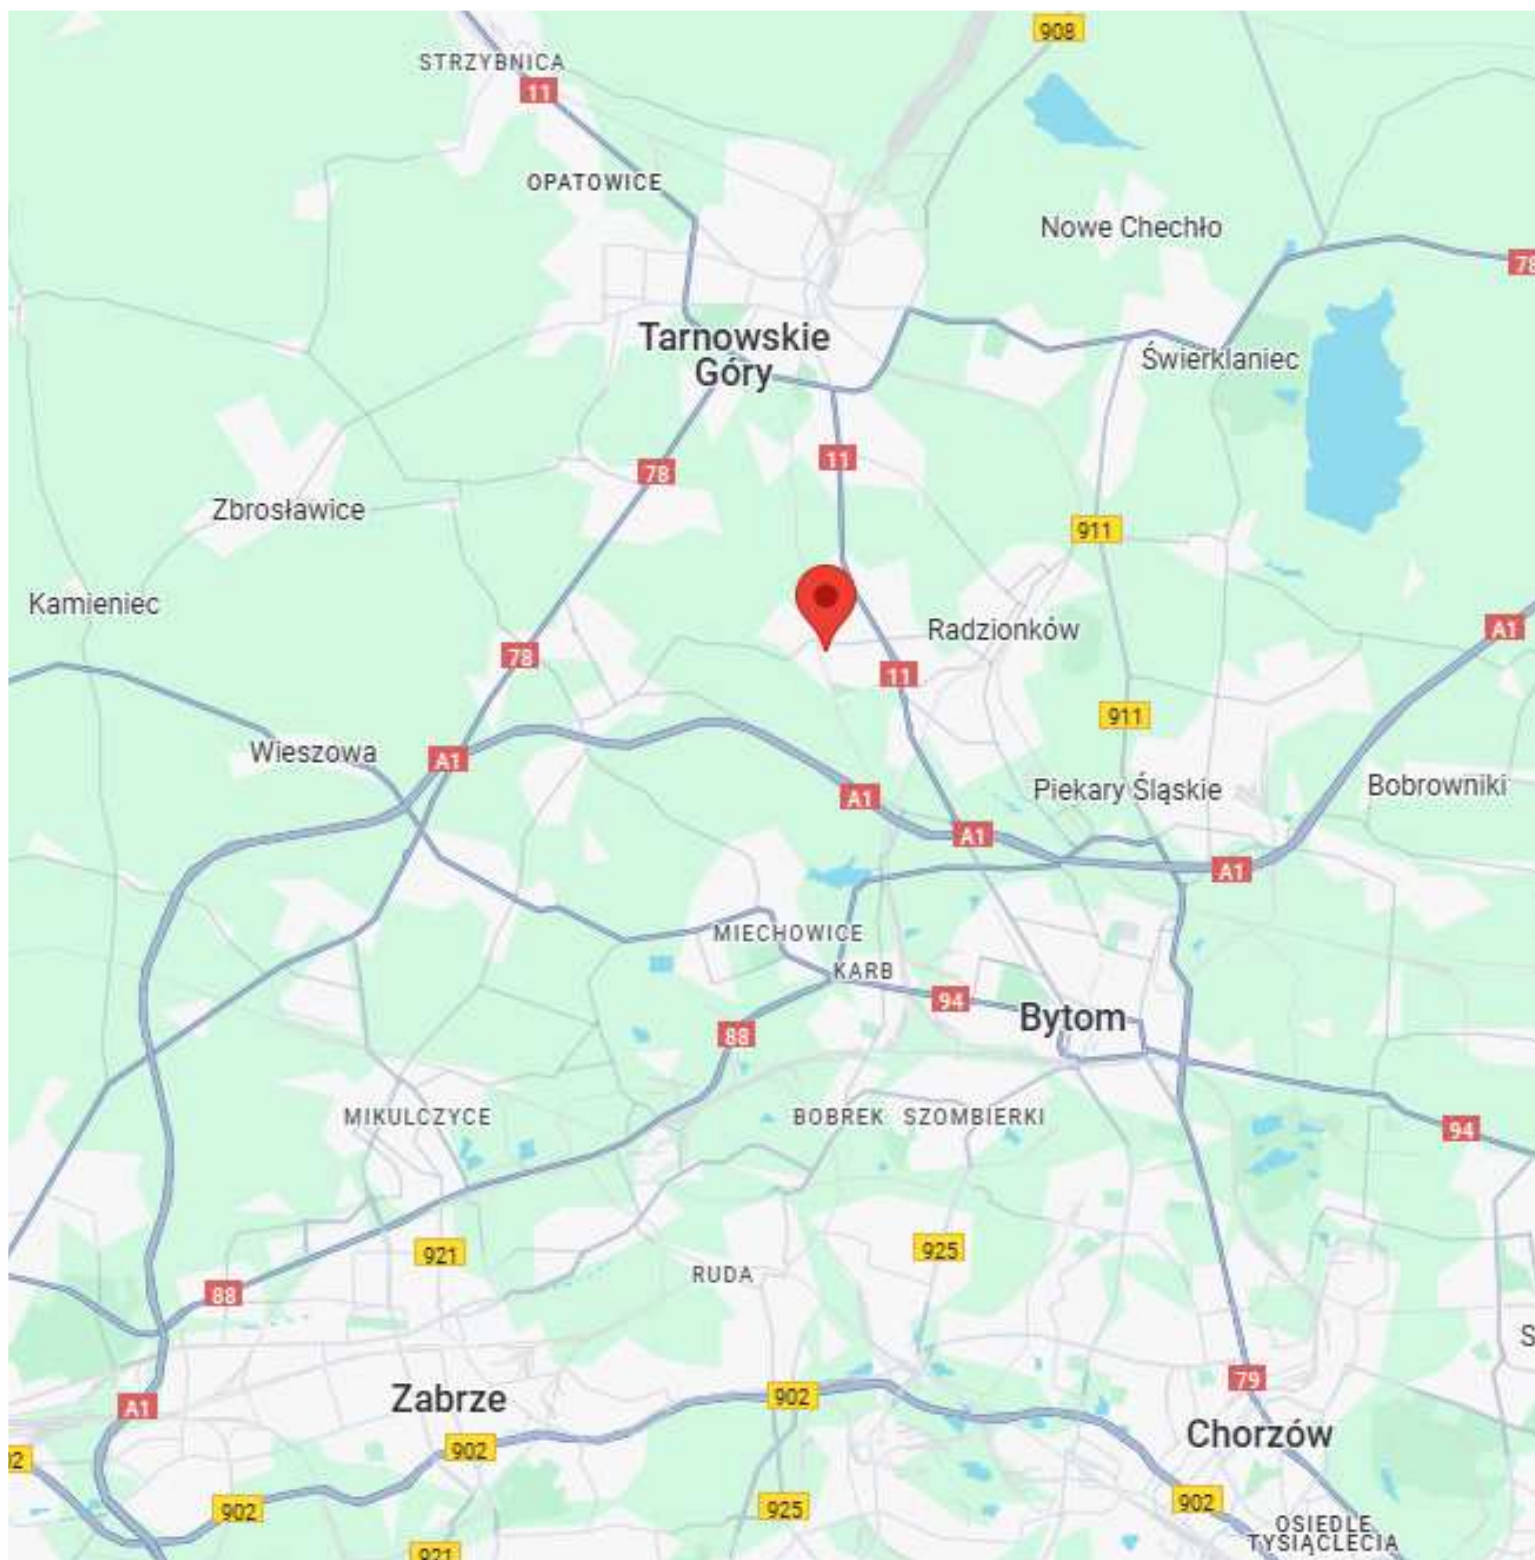 908
STRZYBNICA
11
OPATOWICE
Nowe Chechło
78
Tarnowskie
Góry
Świerklaniec
11
78
Zbrosławice
911
Kamieniec
Radzionków
A1
78
11
911
Wieszowa
A1
Piekary Śląskie
Bobrowniki
A1
A1
A1
MIECHOWICE
KARB
94
Bytom
88
MIKULCZYCE
BOBREK
SZOMBIERKI
94
921
925
RUDA
88
79
Zabrze
902
A1
Chorzów
902
902
925
902
OSIEDLE
TYSIĄCLECIA
921